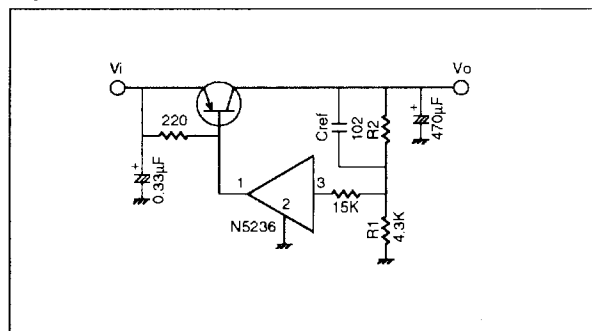 Vi
Vo
220
0.33μF
1
2
3
N5236
15K
Cref
102
R2
470μF
R1
4.3K
+
+